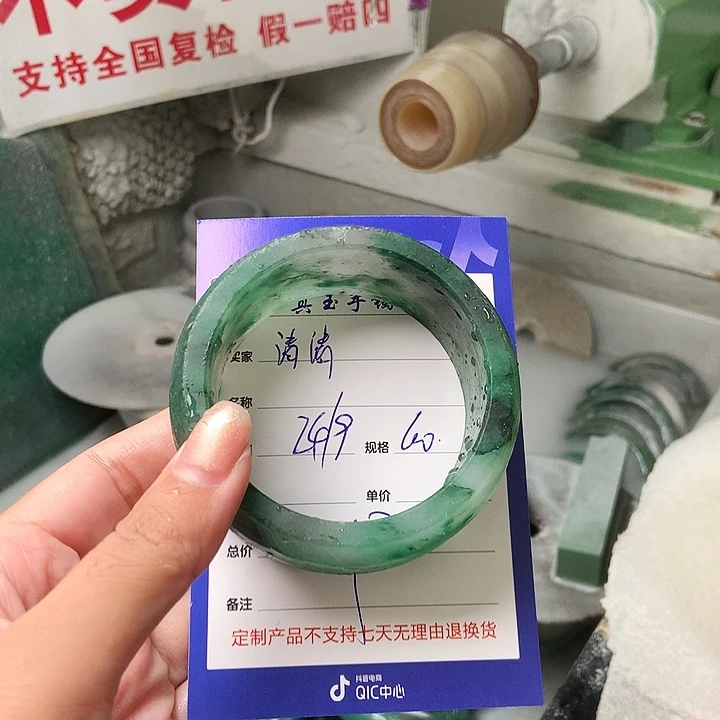 支持全国复检 假一赔四
玉手镯
买家 清清
名称
规格 60.
单价
总价
备注
定制产品不支持七天无理由退换货
抖音电商
QIC中心